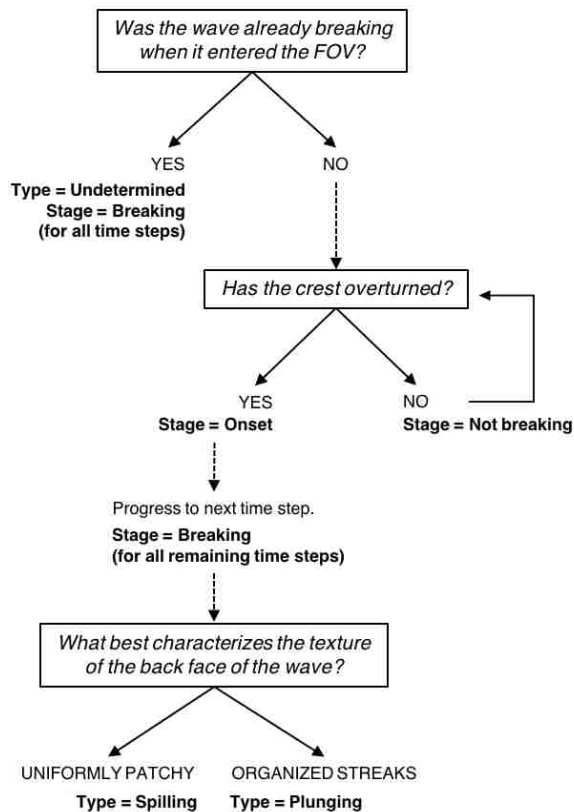 Was the wave already breaking
when it entered the FOV?
YES
NO
Type = Undetermined
Stage = Breaking
(for all time steps)
Has the crest overturned?
YES
NO
Stage = Onset
Stage = Not breaking
Progress to next time step.
Stage = Breaking
(for all remaining time steps)
What best characterizes the texture
of the back face of the wave?
UNIFORMLY PATCHY
ORGANIZED STREAKS
Type = Spilling
Type = Plunging